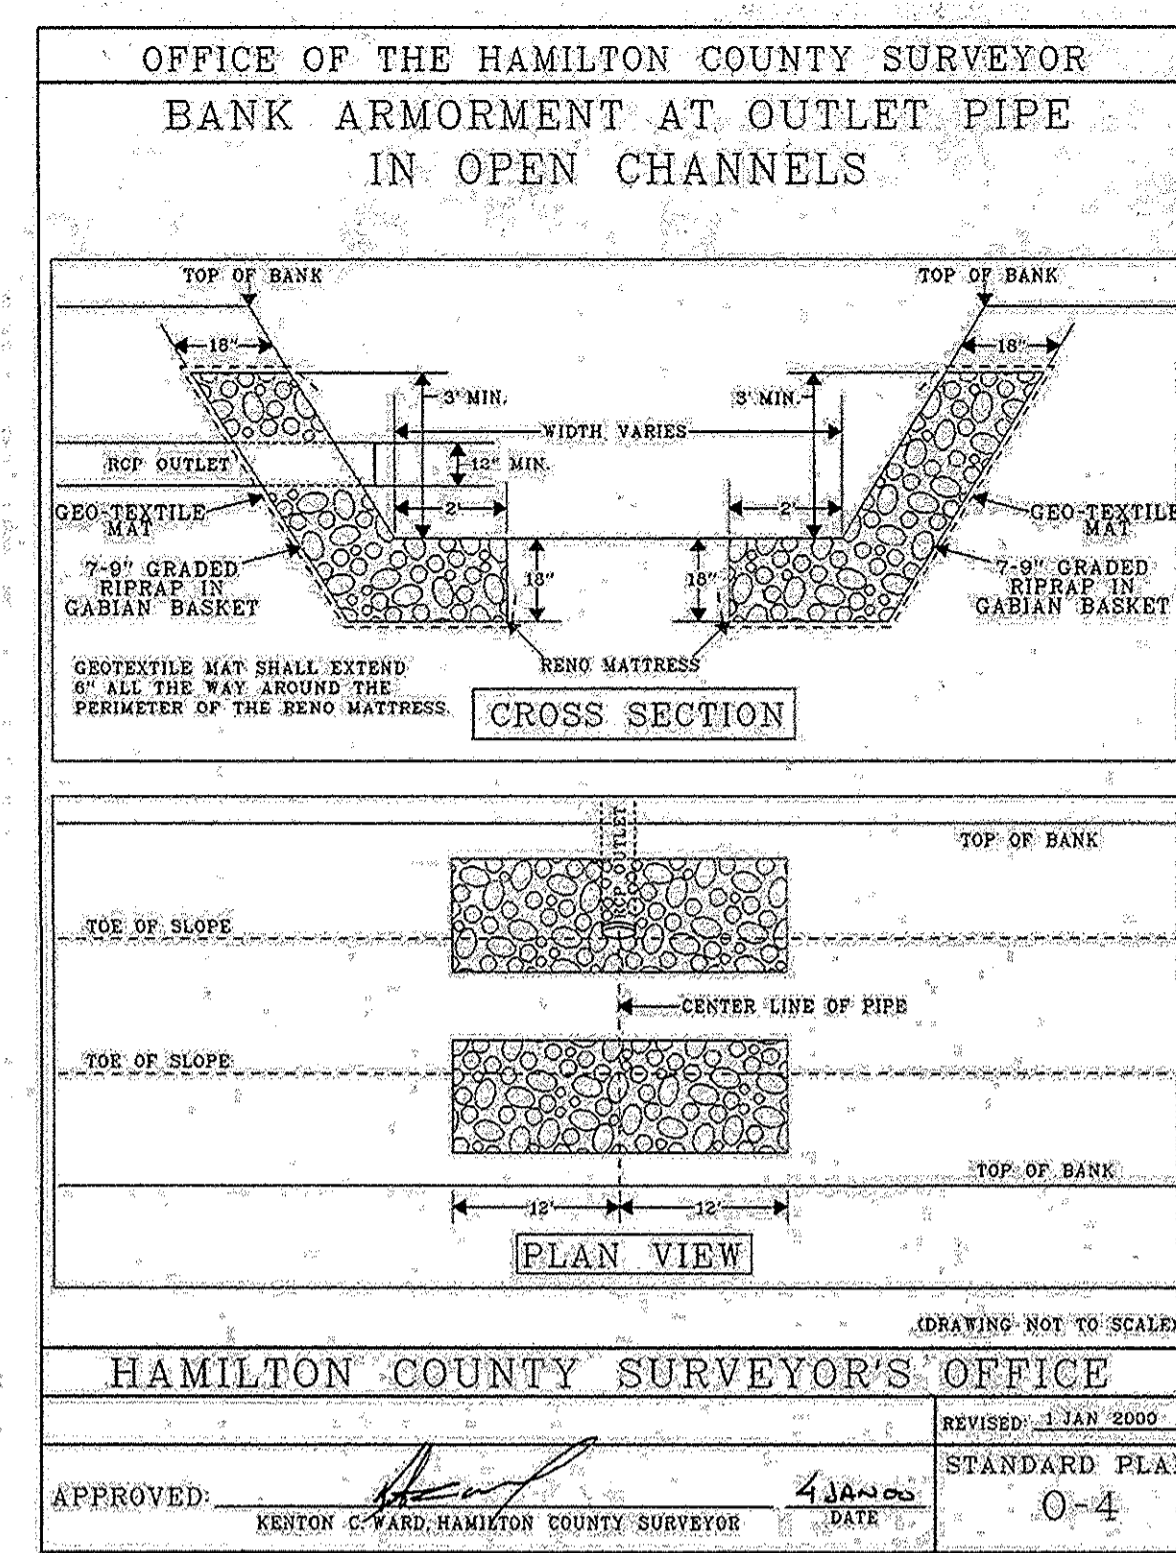 OFFICE OF THE HAMILTON COUNTY SURVEYOR
BANK ARMORMENT AT OUTLET PIPE
IN OPEN CHANNELS
TOP OF BANK
TOP OF BANK
18"
18"
3' MIN.
3' MIN.
WIDTH VARIES
RCP OUTLET
12" MIN.
2'
2'
GEO-TEXTILE
MAT
GEO-TEXTILE
MAT
7-9" GRADED
RIPRAP IN
GABIAN BASKET
18"
18"
7-9" GRADED
RIPRAP IN
GABIAN BASKET
RENO MATTRESS
GEOTEXTILE MAT SHALL EXTEND
6" ALL THE WAY AROUND THE
PERIMETER OF THE RENO MATTRESS.
CROSS SECTION
RCP OUTLET
TOP OF BANK
TOE OF SLOPE
CENTER LINE OF PIPE
TOE OF SLOPE
TOP OF BANK
12'
12'
PLAN VIEW
(DRAWING NOT TO SCALE)
HAMILTON COUNTY SURVEYOR'S OFFICE
REVISED: 1 JAN 2000
STANDARD PLAN
O-4
APPROVED:
4 JAN 00
KENTON C. WARD, HAMILTON COUNTY SURVEYOR
DATE